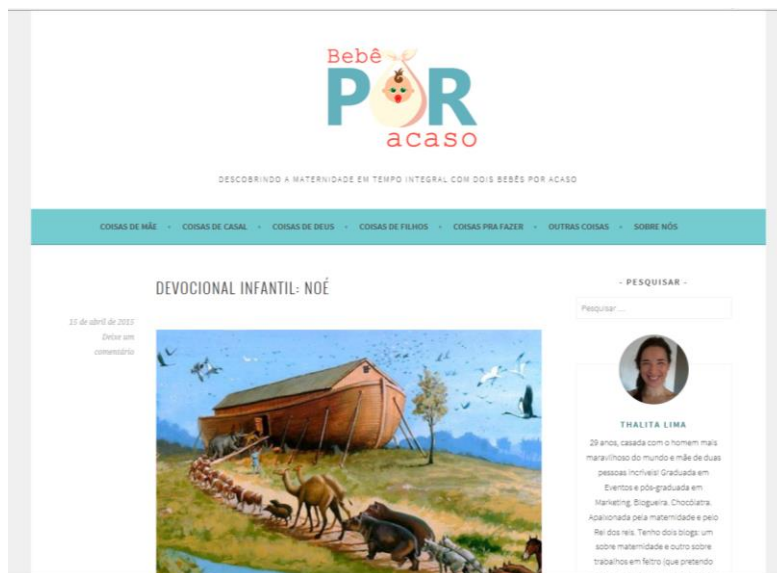 Bebê
POR
acaso
DESCOBRINDO A MATERNIDADE EM TEMPO INTEGRAL COM DOIS BEBÊS POR ACASO
COISAS DE MÃE • COISAS DE CASAL • COISAS DE DEUS • COISAS DE FILHOS • COISAS PRA FAZER • OUTRAS COISAS • SOBRE NÓS
DEVOCIONAL INFANTIL: NOÉ
15 de abril de 2015
Deixe um
comentário
- PESQUISAR -
Pesquisar ...
THALITA LIMA
29 anos, casada com o homem mais
maravilhoso do mundo e mãe de duas
pessoas incríveis! Graduada em
Eventos e pós-graduada em
Marketing. Blogueira. Chocólatra.
Apaixonada pela maternidade e pelo
Rei dos reis. Tenho dois blogs: um
sobre maternidade e outro sobre
trabalhos em feltro (que pretendo